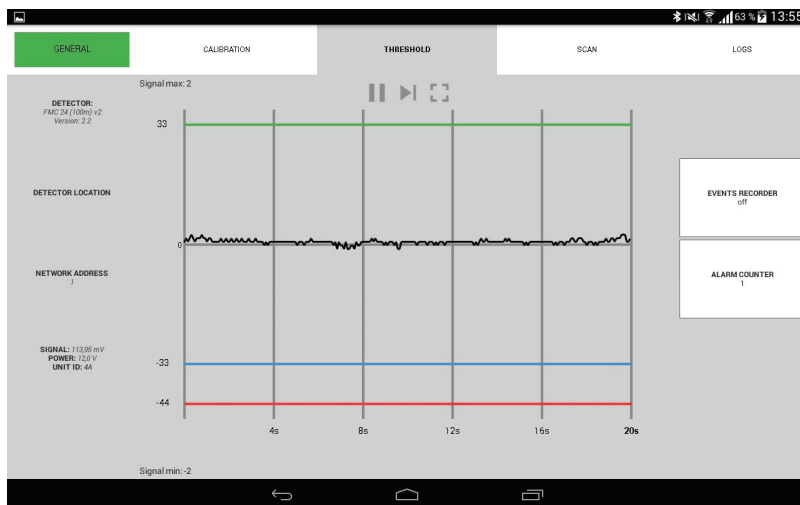 63 % 13:55
GENERAL
CALIBRATION
THRESHOLD
SCAN
LOGS
Signal max: 2
DETECTOR:
FMC 24 (100m) v2
Version: 2.2
DETECTOR LOCATION
NETWORK ADDRESS
1
SIGNAL: 113,95 mV
POWER: 12,0 V
UNIT ID: 4A
33
0
-33
-44
4s
8s
12s
16s
20s
Signal min: -2
EVENTS RECORDER
off
ALARM COUNTER
1